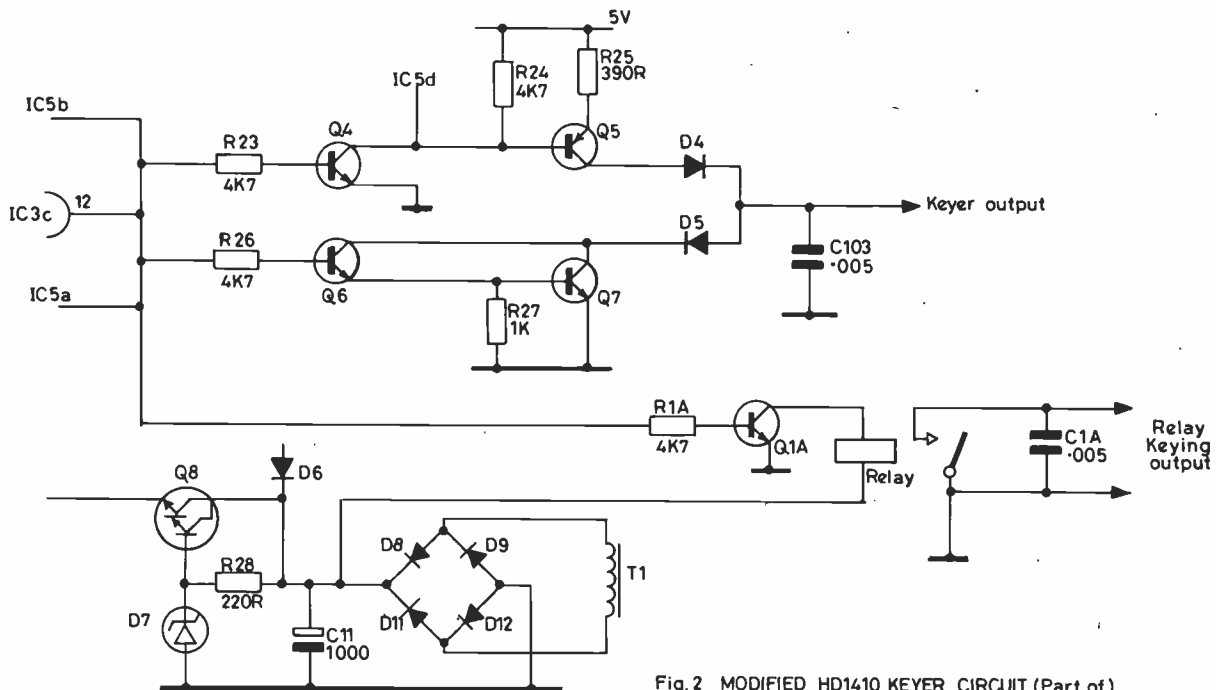 5V
R24
4K7
R25
390R
IC5d
IC5b
R23
4K7
Q4
Q5
D4
IC3c
12
Keyer output
D5
R26
4K7
Q6
Q7
C103
.005
IC5a
R27
1K
R1A
4K7
Q1A
Relay
C1A
.005
Relay
Keying
output
Q8
D6
D8
D9
T1
R28
220R
D7
C11
1000
D11
D12
Fig. 2 MODIFIED HD1410 KEYER CIRCUIT (Part of)